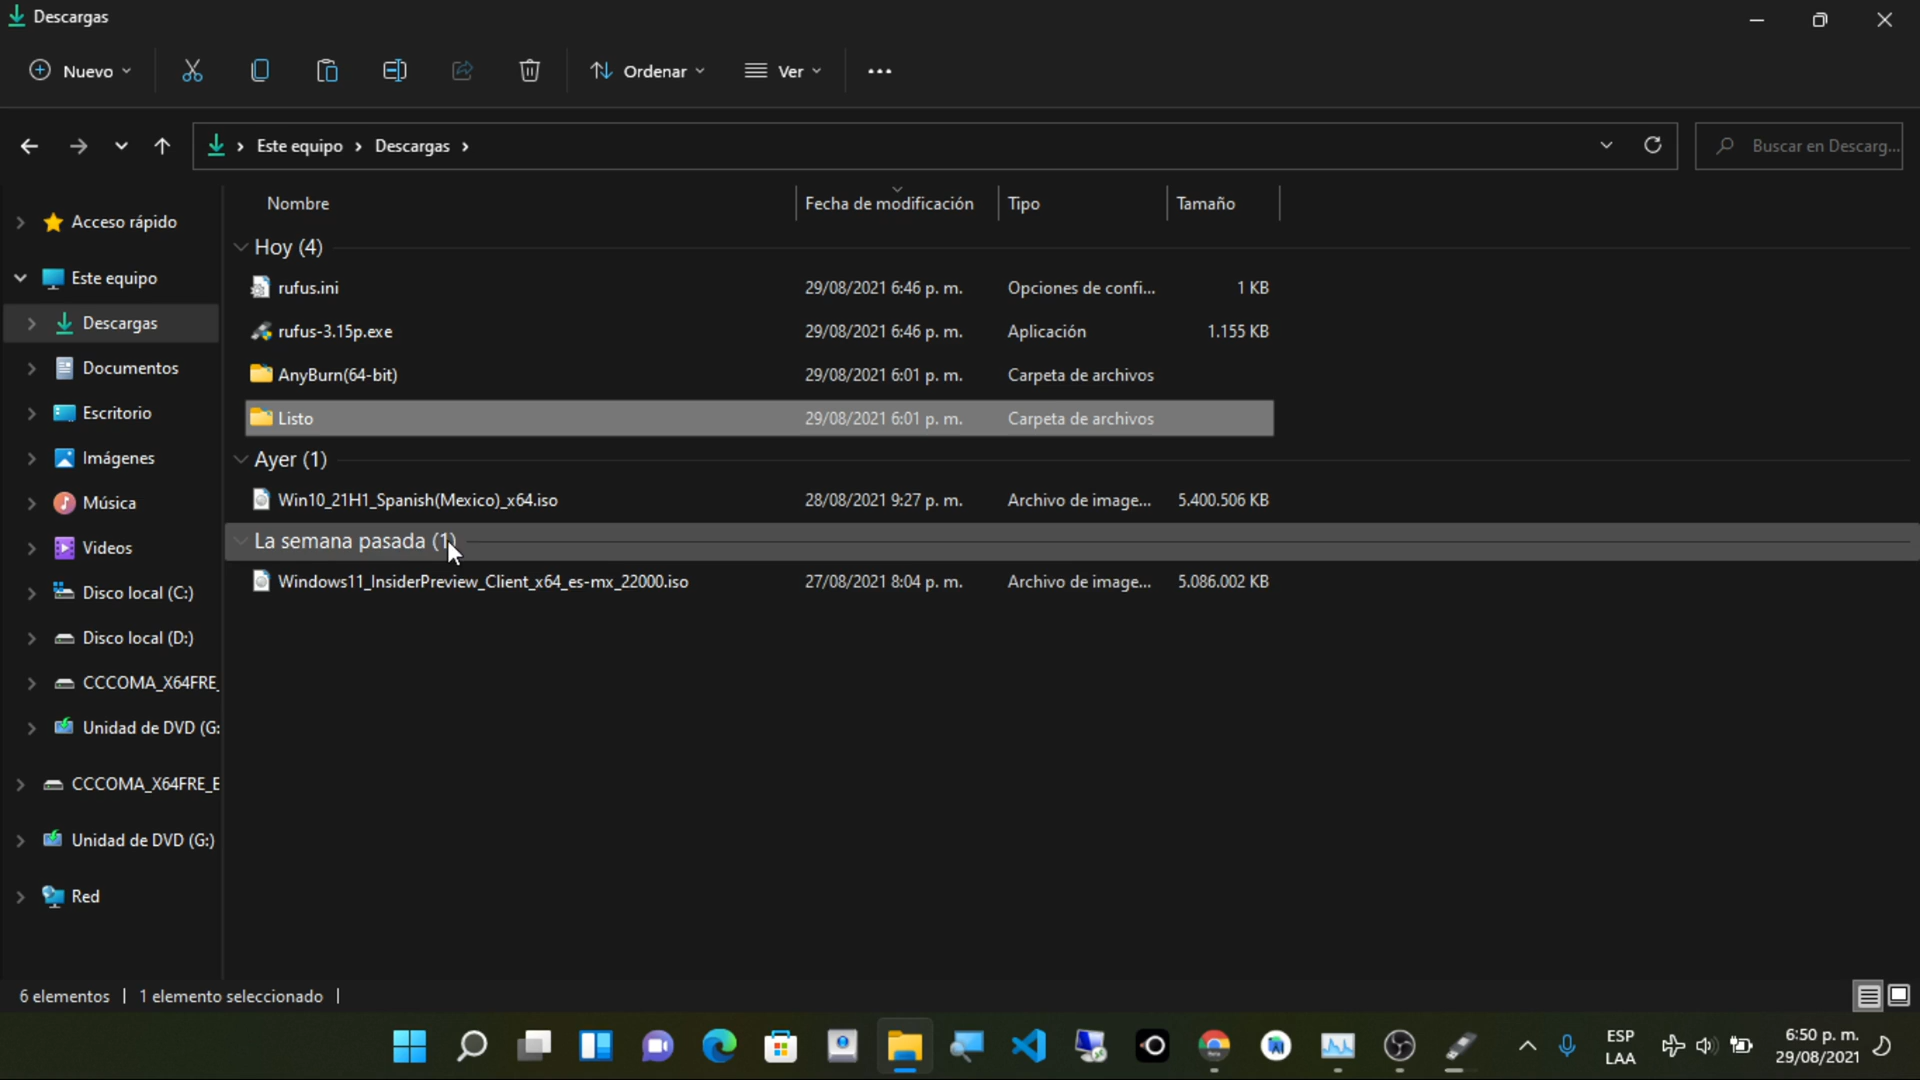 Descargas
Nuevo
Ordenar
Ver
Este equipo > Descargas >
Buscar en Descarg...
Nombre Fecha de modificación Tipo Tamaño
Acceso rápido
Este equipo
Descargas
Documentos
Escritorio
Imágenes
Música
Videos
Disco local (C:)
Disco local (D:)
CCCOMA_X64FRE_
Unidad de DVD (G:
CCCOMA_X64FRE_E
Unidad de DVD (G:)
Red
Hoy (4)
rufus.ini 29/08/2021 6:46 p. m. Opciones de confi... 1 KB
rufus-3.15p.exe 29/08/2021 6:46 p. m. Aplicación 1.155 KB
AnyBurn(64-bit) 29/08/2021 6:01 p. m. Carpeta de archivos
Listo 29/08/2021 6:01 p. m. Carpeta de archivos
Ayer (1)
Win10_21H1_Spanish(Mexico)_x64.iso 28/08/2021 9:27 p. m. Archivo de image... 5.400.506 KB
La semana pasada (1)
Windows11_InsiderPreview_Client_x64_es-mx_22000.iso 27/08/2021 8:04 p. m. Archivo de image... 5.086.002 KB
6 elementos | 1 elemento seleccionado |
ESP
LAA
6:50 p. m.
29/08/2021